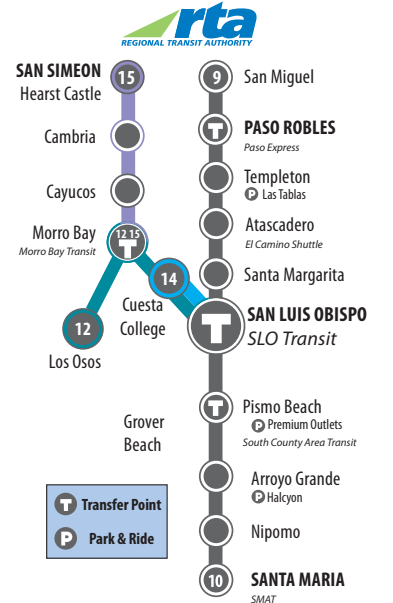 rta
REGIONAL TRANSIT AUTHORITY
SAN SIMEON
Hearst Castle
15
Cambria
Cayucos
Morro Bay
Morro Bay Transit
12 15
T
14
Cuesta
College
12
Los Osos
9
San Miguel
T
PASO ROBLES
Paso Express
Templeton
P Las Tablas
Atascadero
El Camino Shuttle
Santa Margarita
T
SAN LUIS OBISPO
SLO Transit
T
Pismo Beach
P Premium Outlets
South County Area Transit
Grover
Beach
Arroyo Grande
P Halcyon
Nipomo
10
SANTA MARIA
SMAT
T Transfer Point
P Park & Ride